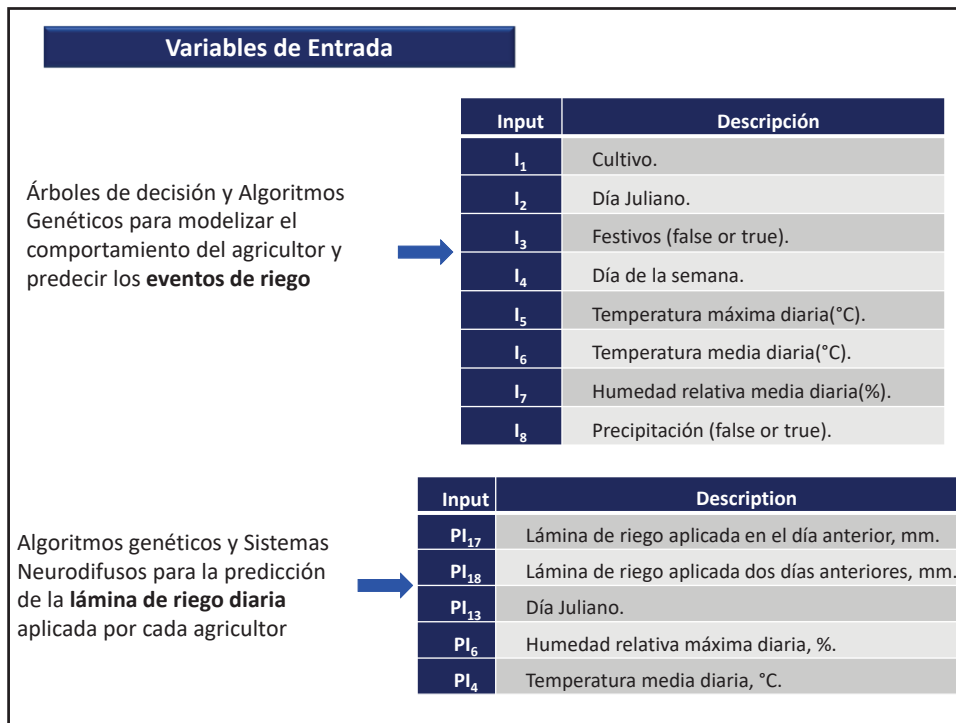 Variables de Entrada
Árboles de decisión y Algoritmos
Genéticos para modelizar el
comportamiento del agricultor y
predecir los eventos de riego
Input Descripción
I1 Cultivo.
I2 Día Juliano.
I3 Festivos (false or true).
I4 Día de la semana.
I5 Temperatura máxima diaria(°C).
I6 Temperatura media diaria(°C).
I7 Humedad relativa media diaria(%).
I8 Precipitación (false or true).
Algoritmos genéticos y Sistemas
Neurodifusos para la predicción
de la lámina de riego diaria
aplicada por cada agricultor
Input Description
PI17 Lámina de riego aplicada en el día anterior, mm.
PI18 Lámina de riego aplicada dos días anteriores, mm.
PI13 Día Juliano.
PI6 Humedad relativa máxima diaria, %.
PI4 Temperatura media diaria, °C.